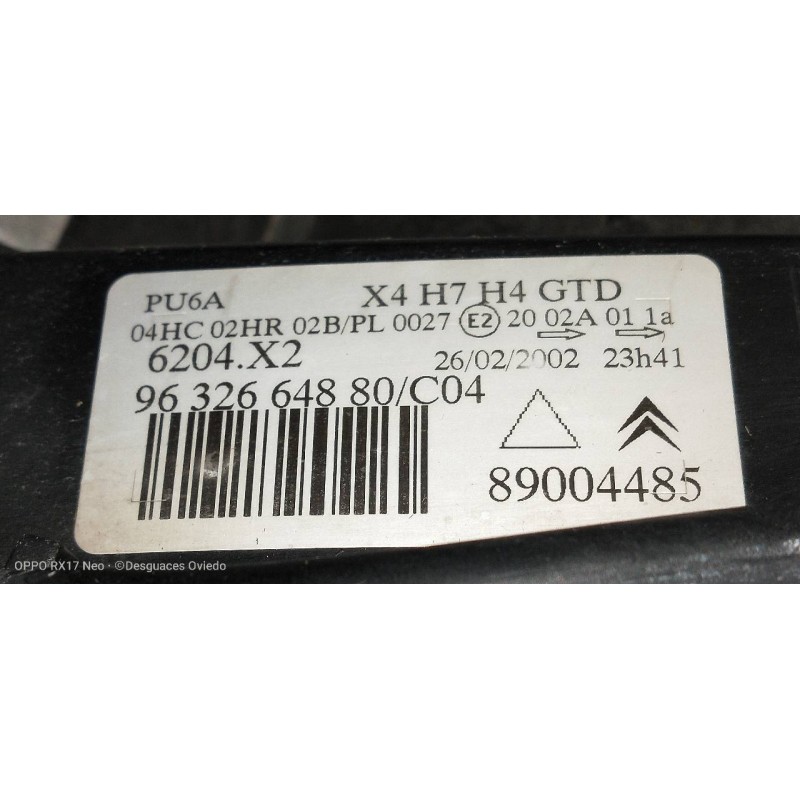 PU6A X4 H7 H4 GTD
04HC 02HR 02B/PL 0027 E2 20 02A 01 1a
6204.X2 26/02/2002 23h41
96 326 648 80/C04
89004485
OPPO RX17 Neo · ©Desguaces Oviedo